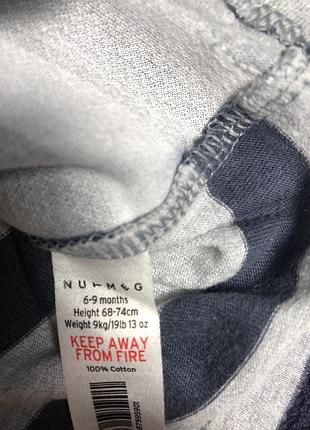 NUTMEG
6-9 months
Height 68-74cm
Weight 9kg/19lb 13 oz
KEEP AWAY
FROM FIRE
100% Cotton